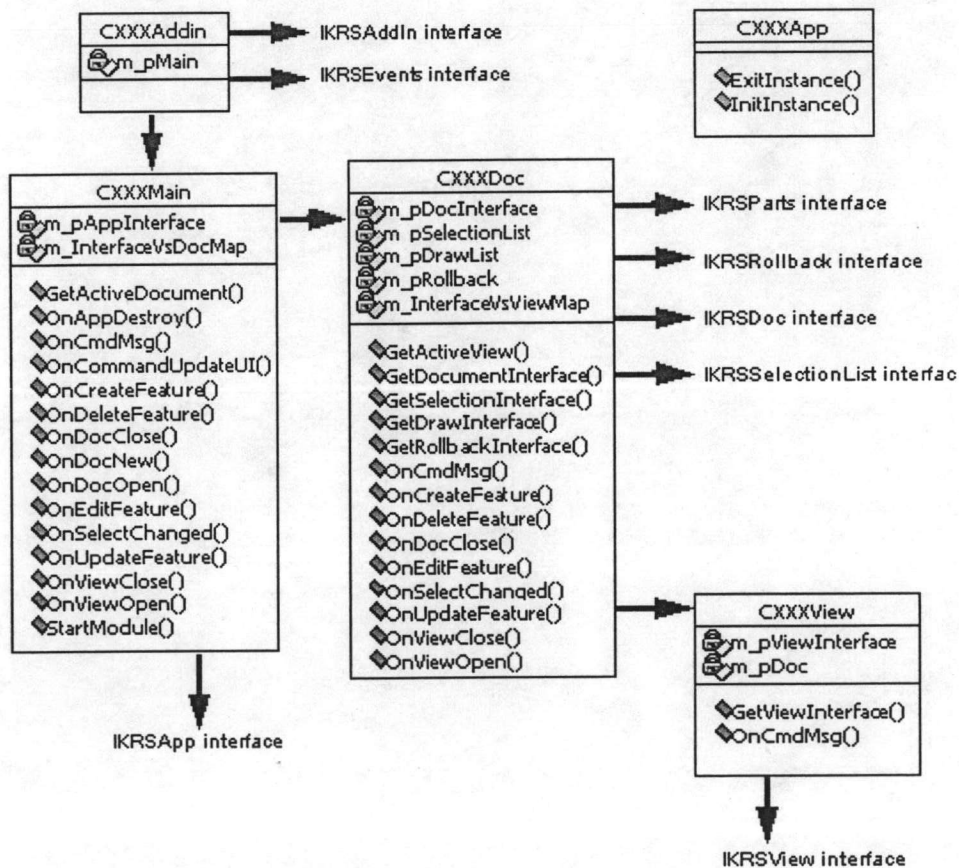 CXXXAddin
m_pMain
IKRSAddIn interface
IKRSEvents interface
CXXXApp
ExitInstance()
InitInstance()
CXXXMain
m_pAppInterface
m_InterfaceVsDocMap
GetActiveDocument()
OnAppDestroy()
OnCmdMsg()
OnCommandUpdateUI()
OnCreateFeature()
OnDeleteFeature()
OnDocClose()
OnDocNew()
OnDocOpen()
OnEditFeature()
OnSelectChanged()
OnUpdateFeature()
OnViewClose()
OnViewOpen()
StartModule()
IKRSApp interface
CXXXDoc
m_pDocInterface
m_pSelectionList
m_pDrawList
m_pRollback
m_InterfaceVsViewMap
GetActiveView()
GetDocumentInterface()
GetSelectionInterface()
GetDrawInterface()
GetRollbackInterface()
OnCmdMsg()
OnCreateFeature()
OnDeleteFeature()
OnDocClose()
OnEditFeature()
OnSelectChanged()
OnUpdateFeature()
OnViewClose()
OnViewOpen()
IKRSParts interface
IKRSRollback interface
IKRSDoc interface
IKRSSelectionList interfac
CXXXView
m_pViewInterface
m_pDoc
GetViewInterface()
OnCmdMsg()
IKRSView interface